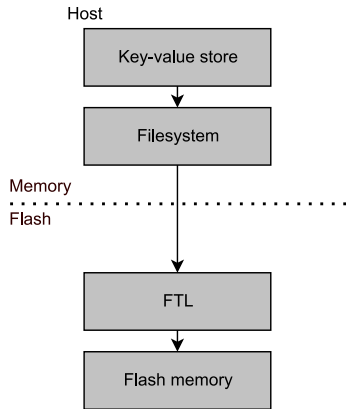 Host
Key-value store
Filesystem
Memory
Flash
FTL
Flash memory